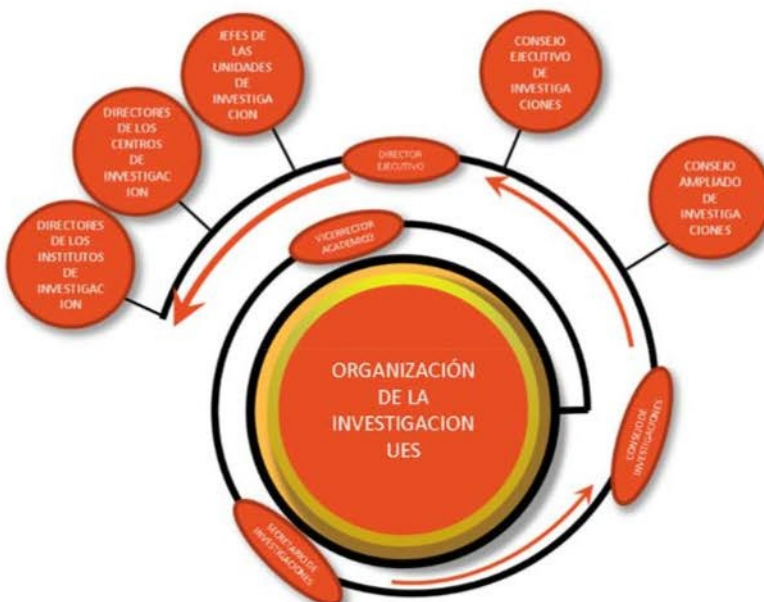 JEFES DE
LAS
UNIDADES
DE
INVESTIGA
CION
CONSEJO
EJECUTIVO
DE
INVESTIGA
CIONES
DIRECTORES
DE LOS
CENTROS
DE
INVESTIGAC
ION
DIRECTOR
EJECUTIVO
CONSEJO
AMPLIADO
DE
INVESTIGA
CIONES
DIRECTORES
DE LOS
INSTITUTOS
DE
INVESTIGAC
ION
VICERRECTOR
ACADEMICO
ORGANIZACIÓN
DE LA
INVESTIGACION
UES
CONSEJO DE
INVESTIGACIONES
SECRETARIO DE
INVESTIGACIONES